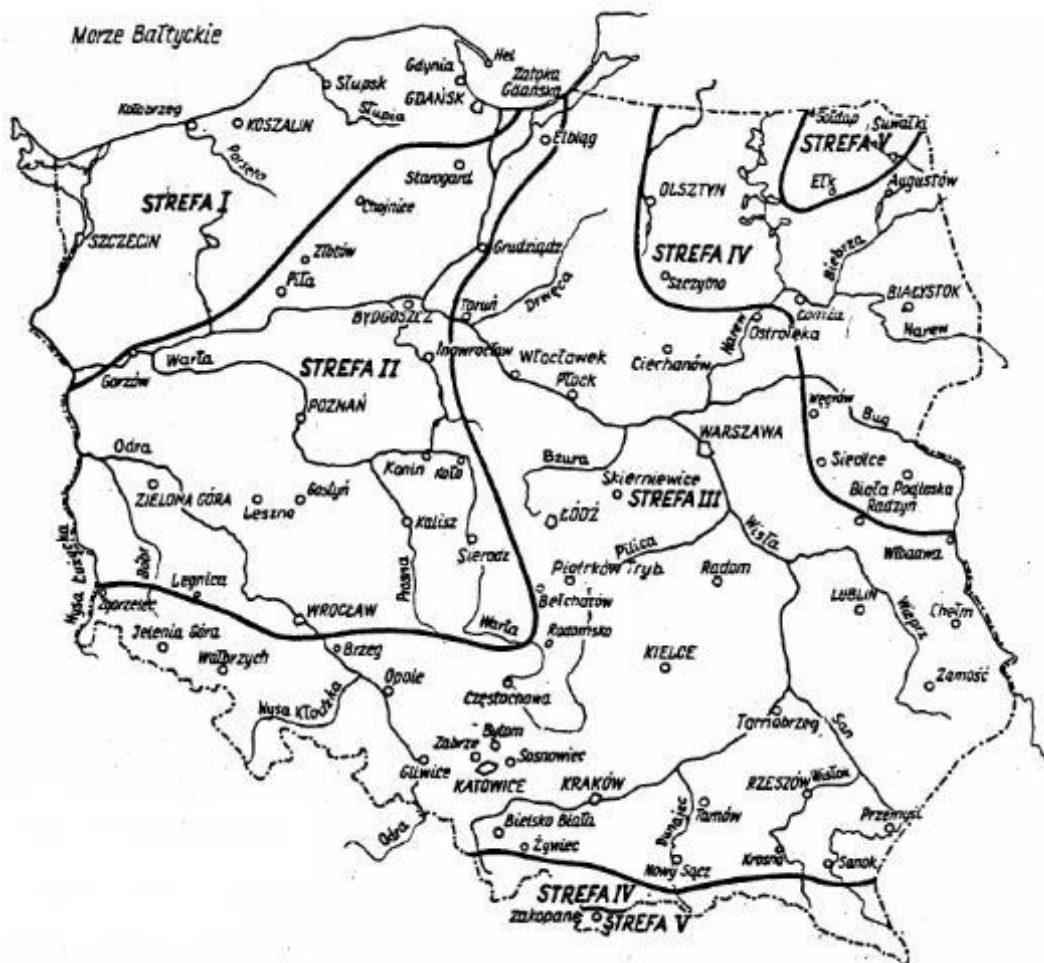 Morze Bałtyckie
Hel
Gdynia
Zatoka
Gdańska
Słupsk
GDAŃSK
Słupia
Kołobrzeg
KOSZALIN
Parsęta
Elbląg
Gołdap
Suwałki
STREFA V
Ełk
Augustów
Starogard
OLSZTYN
STREFA I
Chojnice
SZCZECIN
Grudziądz
STREFA IV
Złotów
Szczytno
Biebrza
Piła
Drwęca
BYDGOSZCZ
Toruń
Łomża
BIAŁYSTOK
Ostrołęka
Narew
Narew
Inowrocław
Warta
Gorzów
STREFA II
Włocławek
Ciechanów
Płock
Węgrów
POZNAŃ
Bug
WARSZAWA
Odra
Konin
Koło
Bzura
Siedlce
Skierniewice
Biała Podlaska
ZIELONA GÓRA
Gostyń
Leszno
STREFA III
Radzyń
ŁÓDŹ
Kalisz
Wisła
Włodawa
Nysa Łużycka
Bóbr
Sieradz
Pilica
Prosna
Piotrków Tryb.
Radom
Legnica
Bełchatów
LUBLIN
Wieprz
Chełm
Zgorzelec
WROCŁAW
Warta
Radomsko
Jelenia Góra
Brzeg
Wałbrzych
KIELCE
Opole
Zamość
Nysa Kłodzka
Częstochowa
Tarnobrzeg
San
Bytom
Zabrze
Sosnowiec
Gliwice
KATOWICE
KRAKÓW
RZESZÓW
Wisłok
Odra
Bielsko Biała
Dunajec
Tarnów
Przemyśl
Żywiec
Nowy Sącz
Krosno
Sanok
STREFA IV
Zakopane
STREFA V